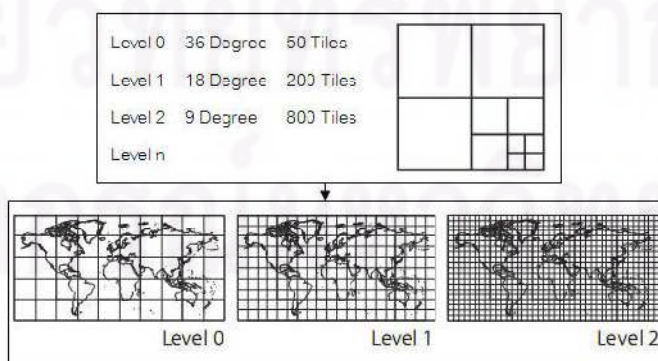 Level 0 36 Degree 50 Tiles
Level 1 18 Degree 200 Tiles
Level 2 9 Degree 800 Tiles
Level n
Level 0 Level 1 Level 2